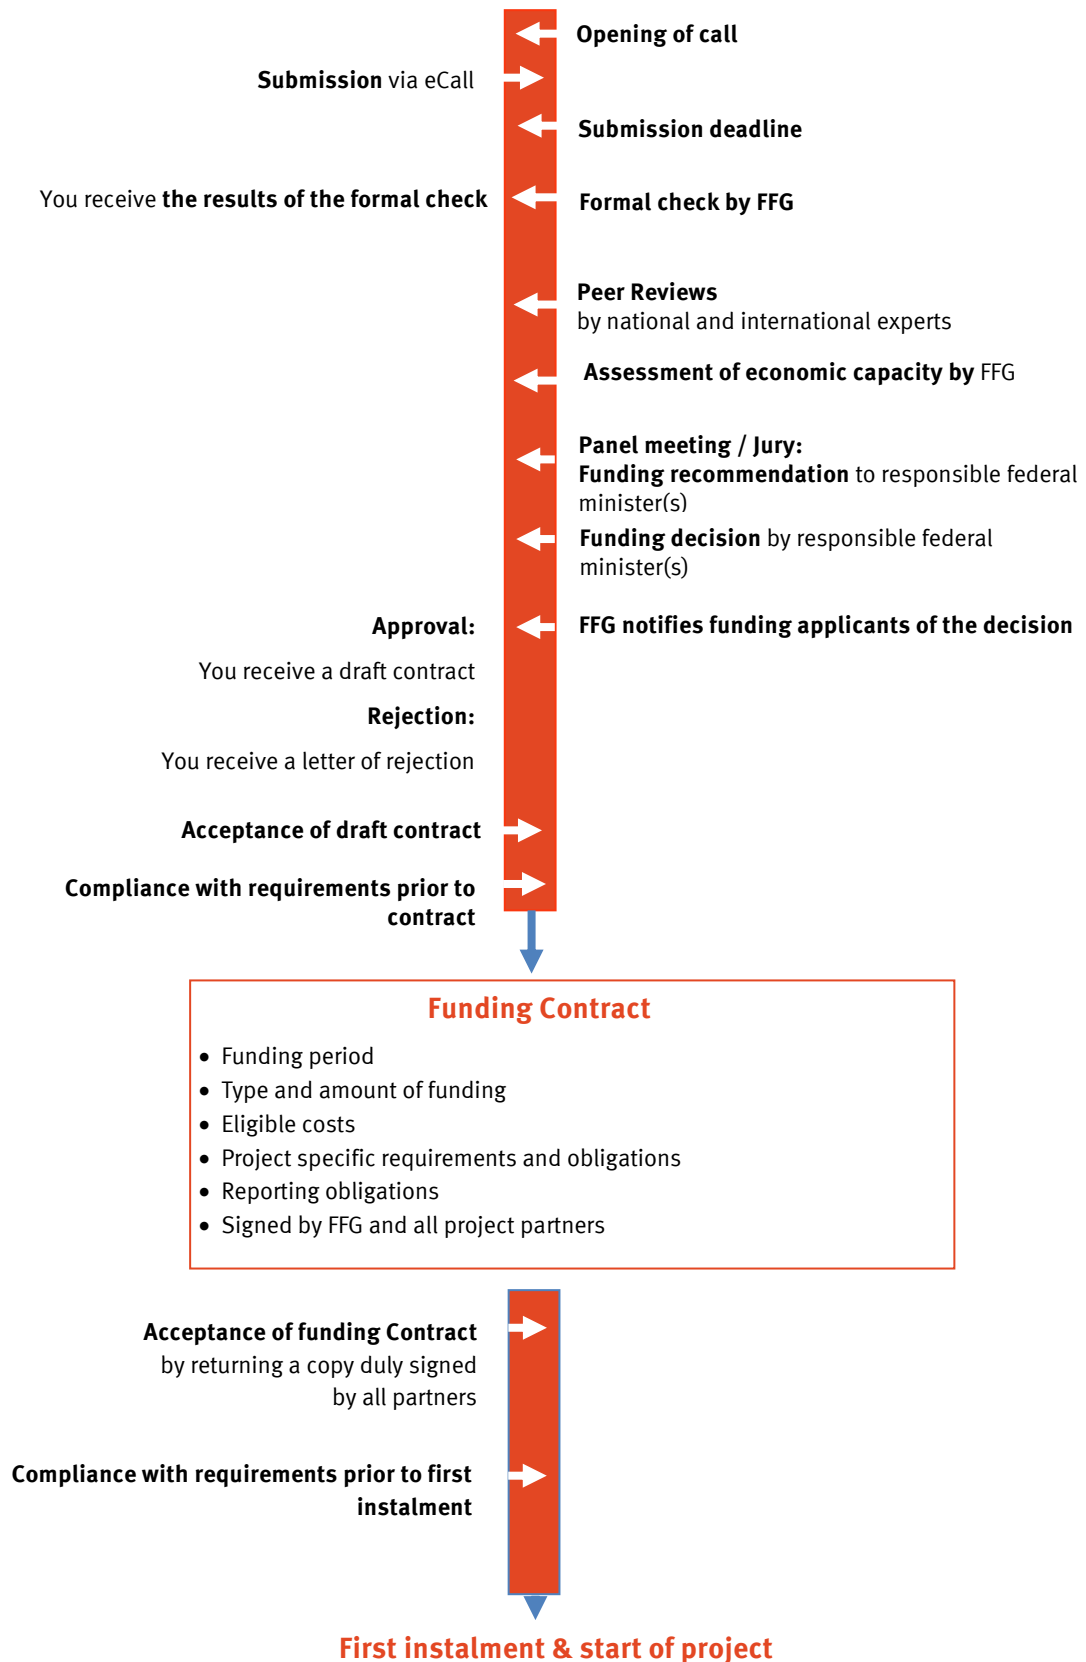 Opening of call
Submission via eCall
Submission deadline
You receive the results of the formal check
Formal check by FFG
Peer Reviews
by national and international experts
Assessment of economic capacity by FFG
Panel meeting / Jury:
Funding recommendation to responsible federal
minister(s)
Funding decision by responsible federal
minister(s)
Approval:
FFG notifies funding applicants of the decision
You receive a draft contract
Rejection:
You receive a letter of rejection
Acceptance of draft contract
Compliance with requirements prior to
contract
Funding Contract
• Funding period
• Type and amount of funding
• Eligible costs
• Project specific requirements and obligations
• Reporting obligations
• Signed by FFG and all project partners
Acceptance of funding Contract
by returning a copy duly signed
by all partners
Compliance with requirements prior to first
instalment
First instalment & start of project